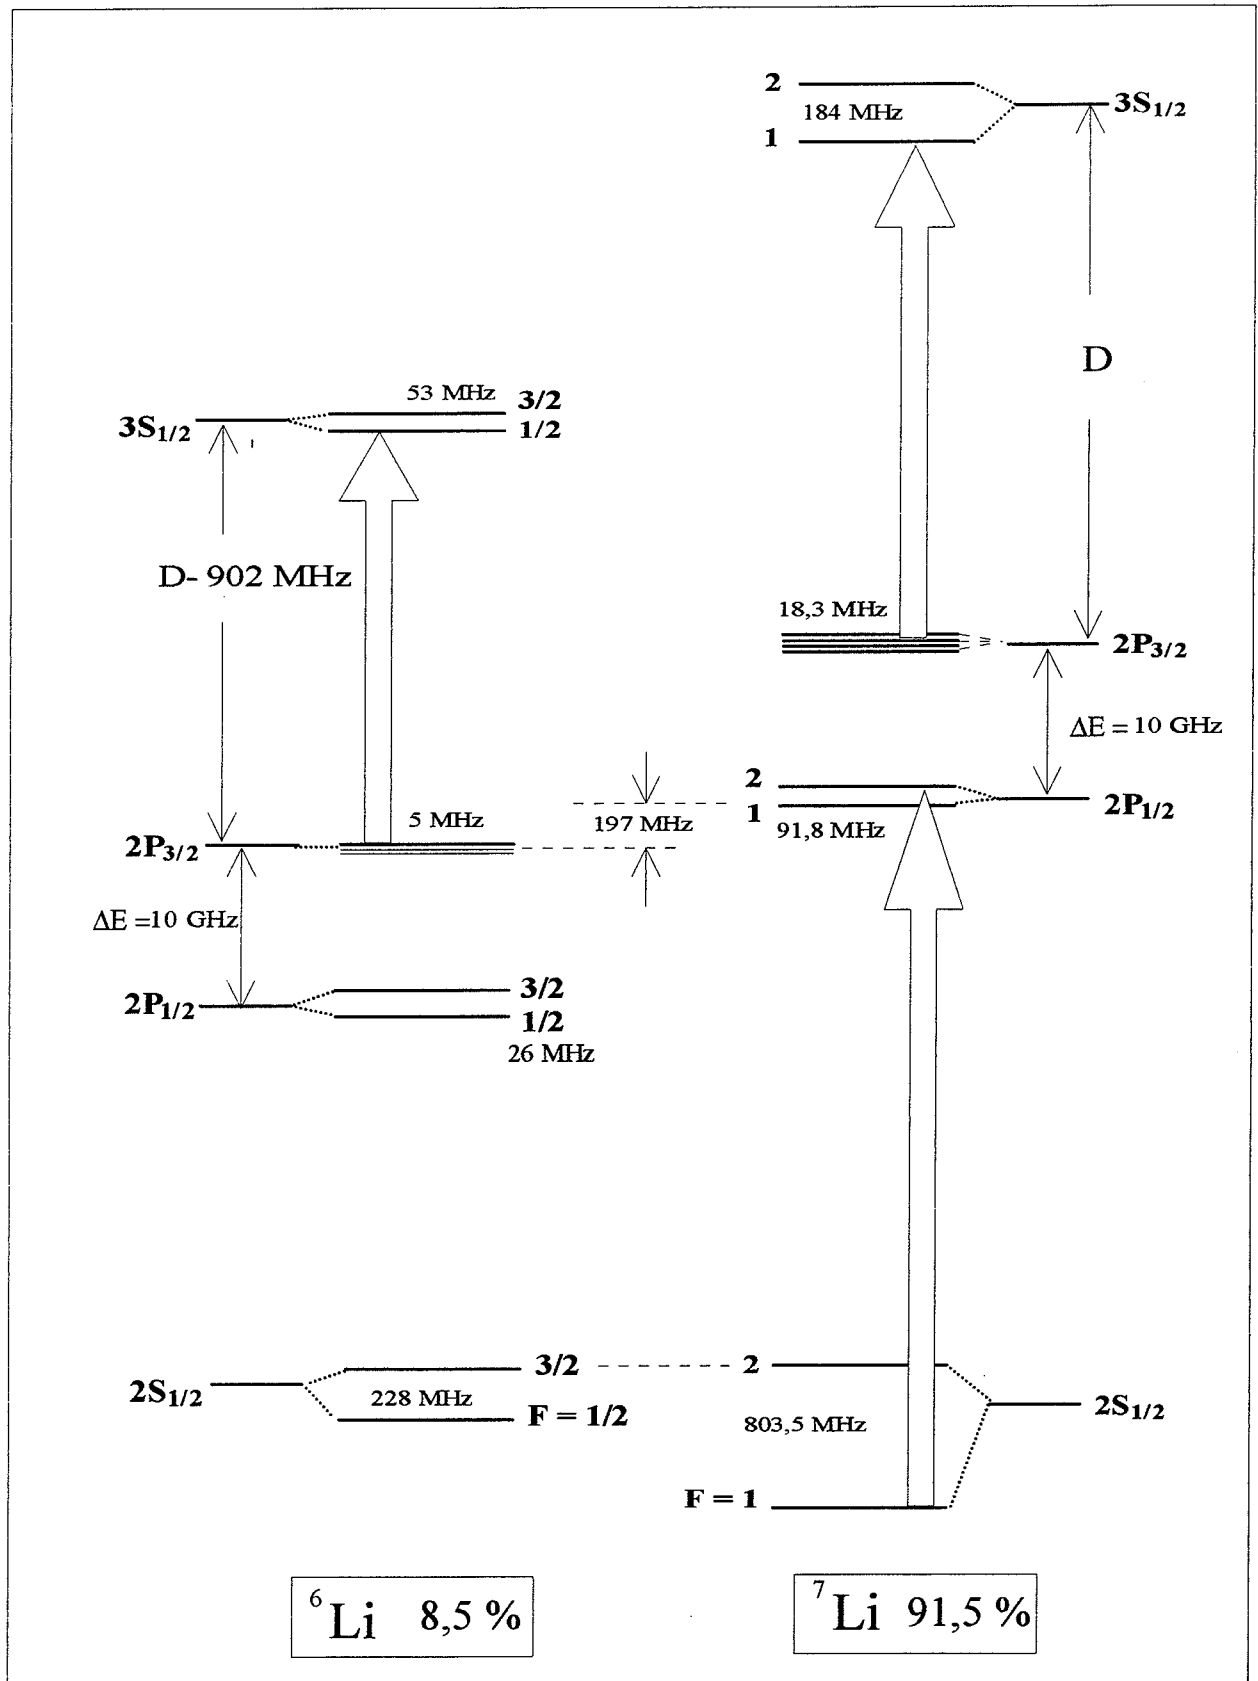 2
184 MHz
1
3S1/2
D
53 MHz
3/2
1/2
3S1/2
D- 902 MHz
18,3 MHz
2P3/2
ΔE = 10 GHz
2
1
91,8 MHz
2P1/2
197 MHz
5 MHz
2P3/2
ΔE =10 GHz
2P1/2
3/2
1/2
26 MHz
3/2
2
2S1/2
228 MHz
F = 1/2
803,5 MHz
2S1/2
F = 1
6Li 8,5 %
7Li 91,5 %